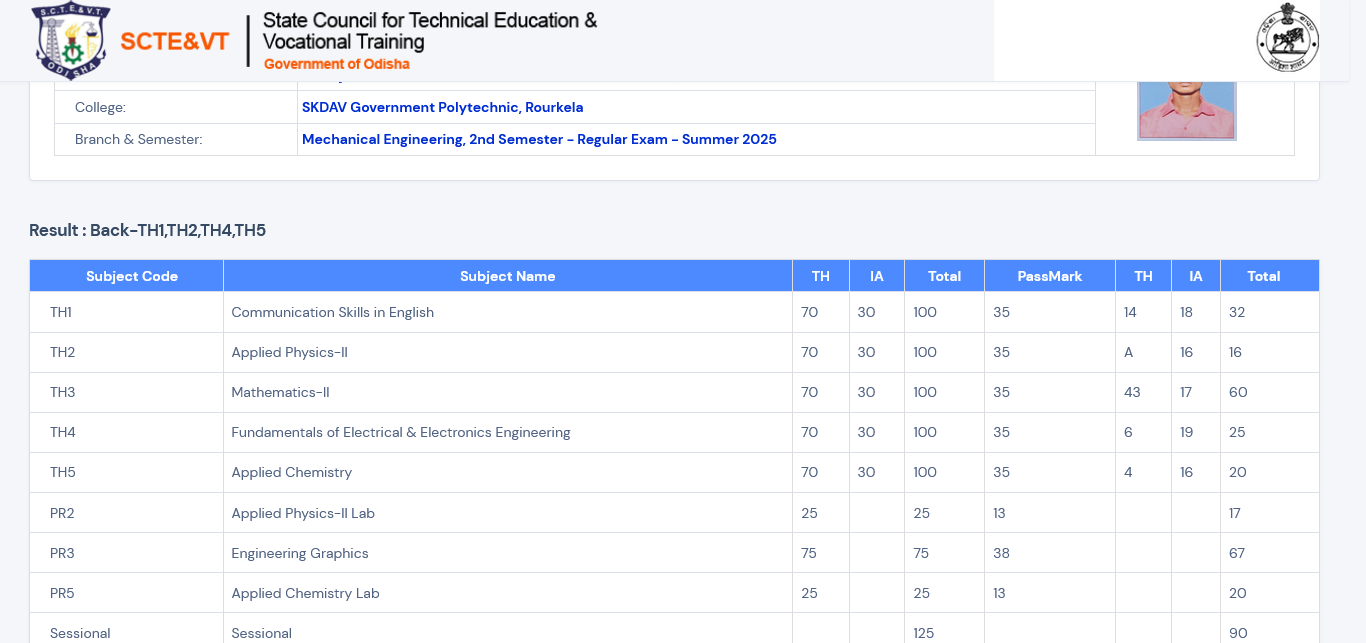 S.C.T.E.&V.T.
ODISHA
SCTE&VT
State Council for Technical Education &
Vocational Training
Government of Odisha
College: SKDAV Government Polytechnic, Rourkela
Branch & Semester: Mechanical Engineering, 2nd Semester - Regular Exam - Summer 2025
Result : Back-TH1,TH2,TH4,TH5
Subject Code Subject Name TH IA Total PassMark TH IA Total
TH1 Communication Skills in English 70 30 100 35 14 18 32
TH2 Applied Physics-II 70 30 100 35 A 16 16
TH3 Mathematics-II 70 30 100 35 43 17 60
TH4 Fundamentals of Electrical & Electronics Engineering 70 30 100 35 6 19 25
TH5 Applied Chemistry 70 30 100 35 4 16 20
PR2 Applied Physics-II Lab 25 25 13 17
PR3 Engineering Graphics 75 75 38 67
PR5 Applied Chemistry Lab 25 25 13 20
Sessional Sessional 125 90